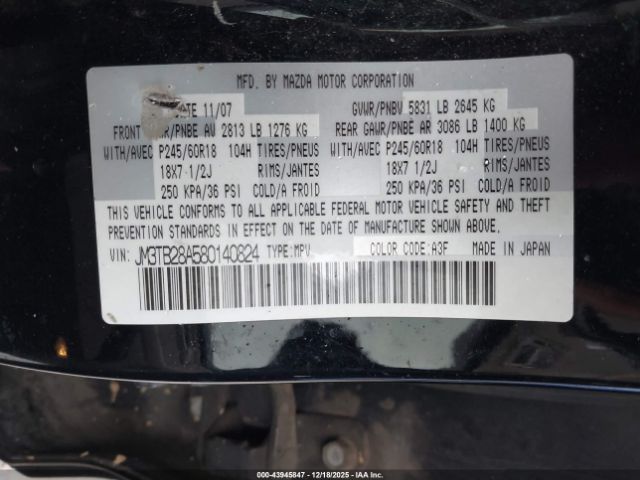 MFD. BY MAZDA MOTOR CORPORATION
ATE 11/07 GVWR/PNBV 5831 LB 2645 KG
FRONT WR/PNBE AV 2813 LB 1276 KG REAR GAWR/PNBE AR 3086 LB 1400 KG
WITH/AVEC P245/60R18 104H TIRES/PNEUS WITH/AVEC P245/60R18 104H TIRES/PNEUS
18X7 1/2J RIMS/JANTES 18X7 1/2J RIMS/JANTES
250 KPA/36 PSI COLD/A FROID 250 KPA/36 PSI COLD/A FROID
THIS VEHICLE CONFORMS TO ALL APPLICABLE FEDERAL MOTOR VEHICLE SAFETY AND THEFT
PREVENTION STANDARDS IN EFFECT ON THE DATE OF MANUFACTURE SHOWN ABOVE.
VIN: JM3TB28A580140824 TYPE:MPV COLOR CODE:A3F MADE IN JAPAN
000-43945847 | 12/18/2025 | IAAI.COM